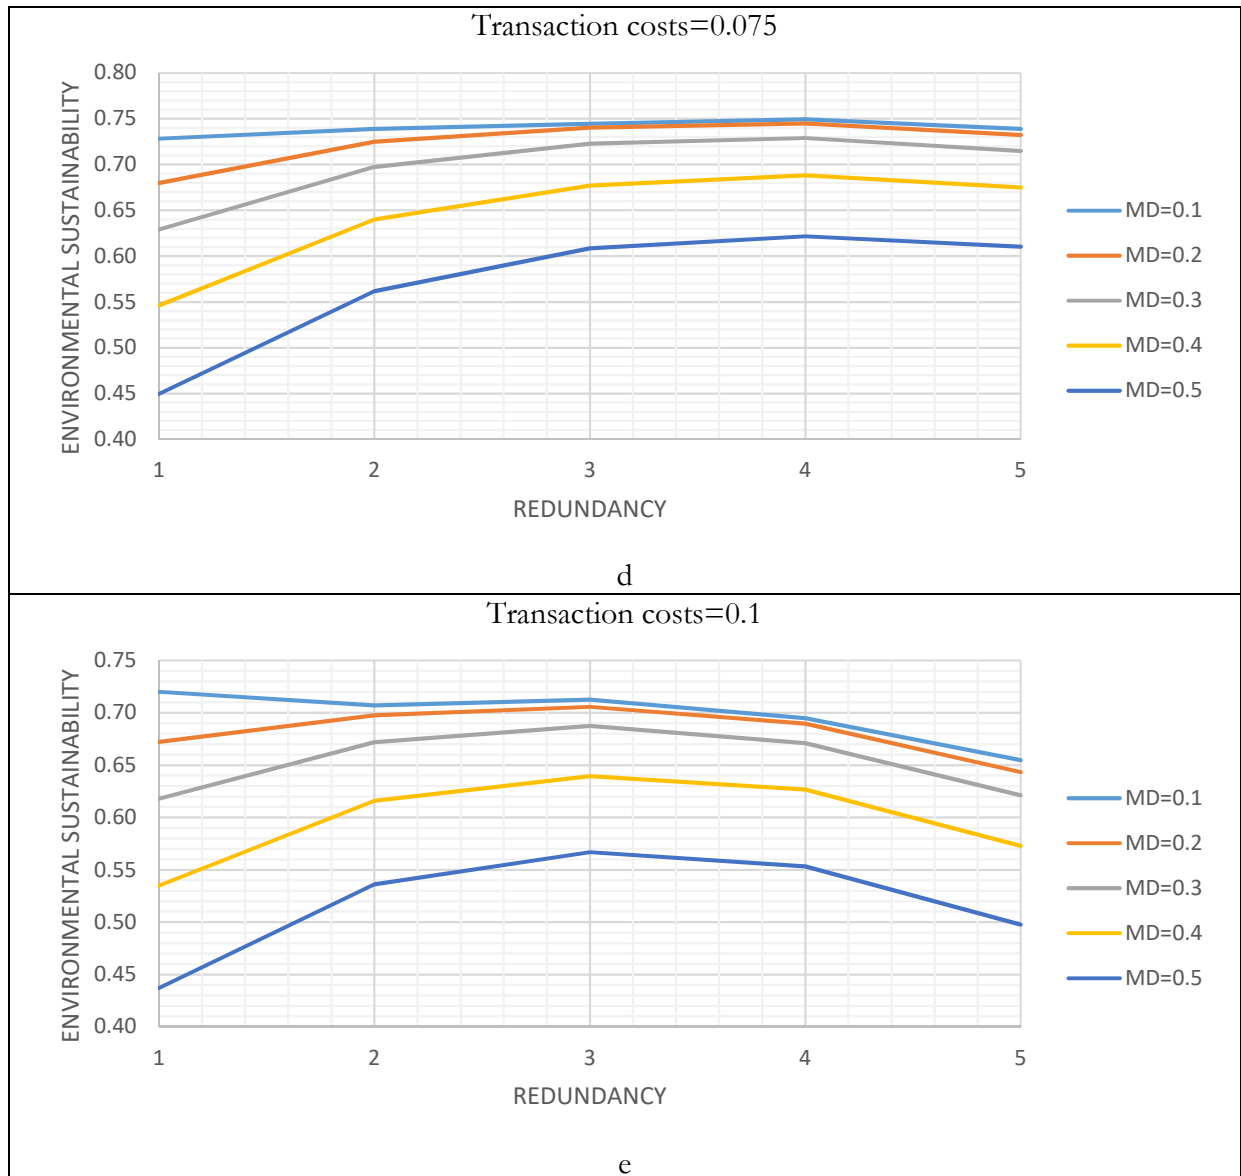 Transaction costs=0.075
ENVIRONMENTAL SUSTAINABILITY
0.80
0.75
0.70
0.65
0.60
0.55
0.50
0.45
0.40
1 2 3 4 5
REDUNDANCY
MD=0.1
MD=0.2
MD=0.3
MD=0.4
MD=0.5
d
Transaction costs=0.1
ENVIRONMENTAL SUSTAINABILITY
0.75
0.70
0.65
0.60
0.55
0.50
0.45
0.40
1 2 3 4 5
REDUNDANCY
MD=0.1
MD=0.2
MD=0.3
MD=0.4
MD=0.5
e